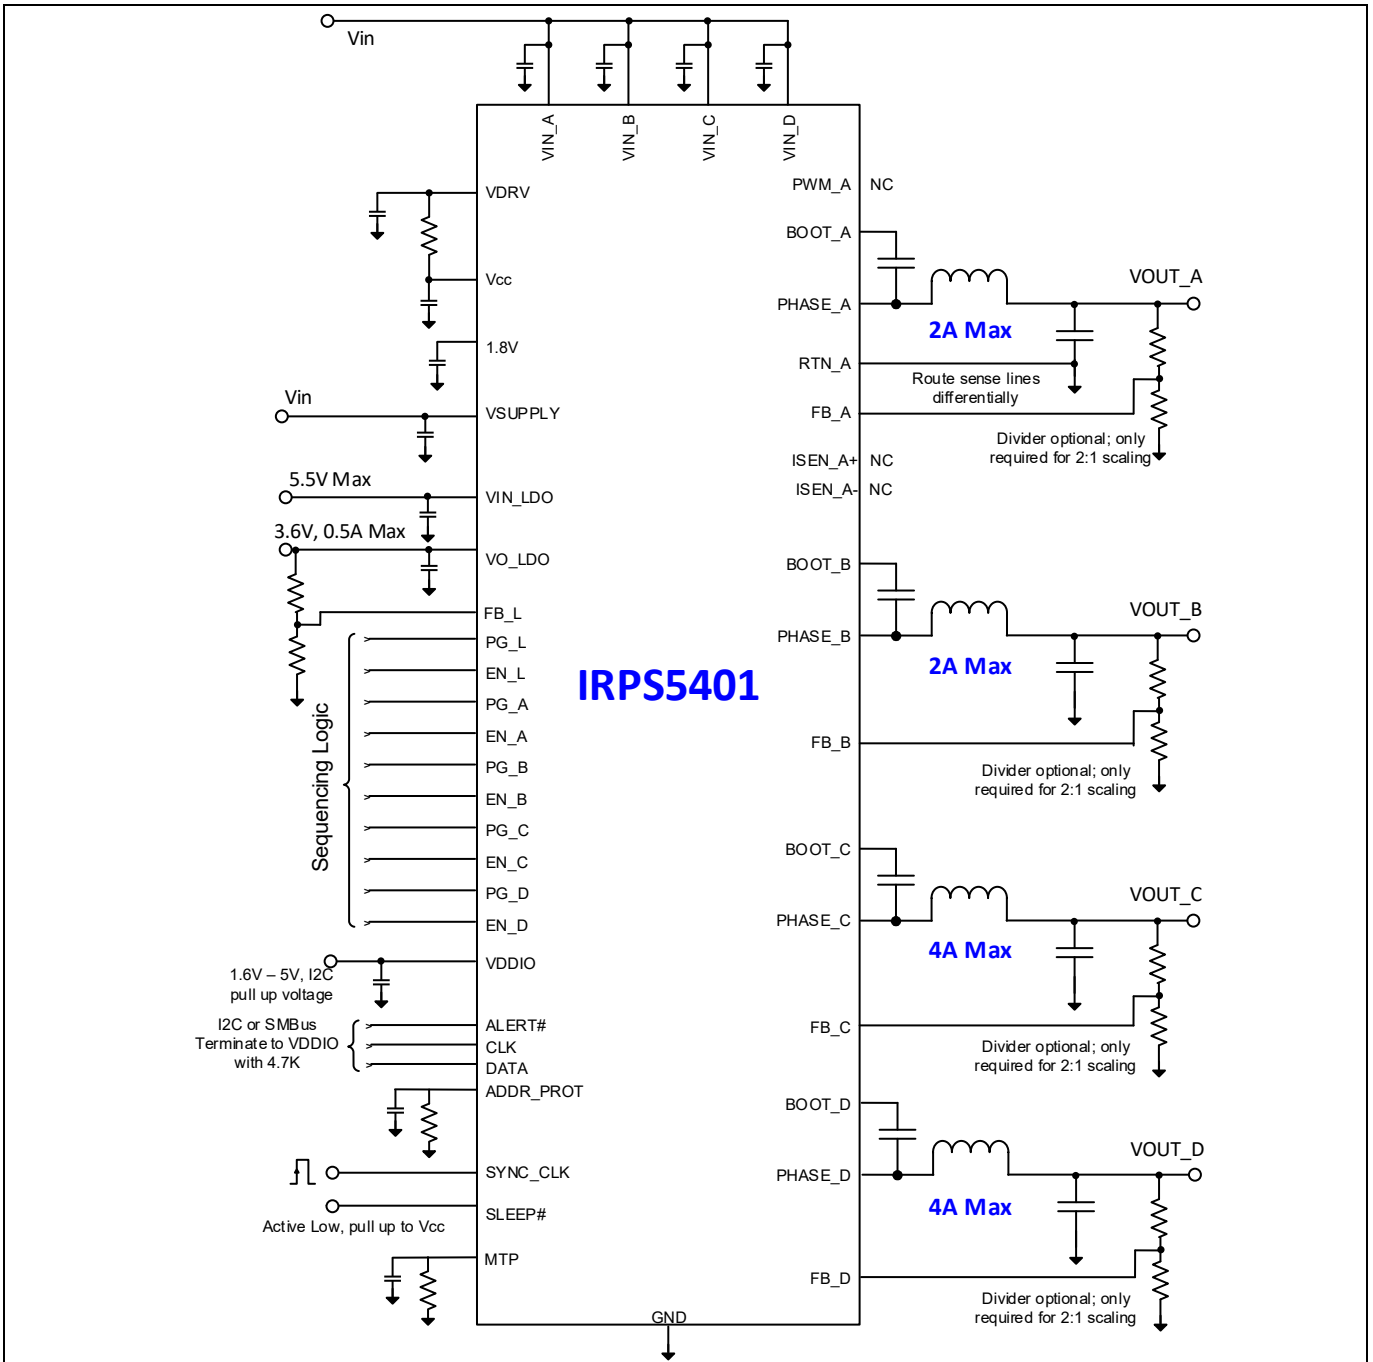 Vin
VIN_A
VIN_B
VIN_C
VIN_D
VDRV
Vcc
1.8V
Vin
VSUPPLY
5.5V Max
VIN_LDO
3.6V, 0.5A Max
VO_LDO
FB_L
PG_L
EN_L
PG_A
EN_A
PG_B
EN_B
PG_C
EN_C
PG_D
EN_D
Sequencing Logic
VDDIO
1.6V – 5V, I2C
pull up voltage
I2C or SMBus
Terminate to VDDIO
with 4.7K
ALERT#
CLK
DATA
ADDR_PROT
SYNC_CLK
SLEEP#
Active Low, pull up to Vcc
MTP
GND
IRPS5401
PWM_A NC
BOOT_A
PHASE_A
VOUT_A
2A Max
RTN_A
Route sense lines
differentially
FB_A
Divider optional; only
required for 2:1 scaling
ISEN_A+ NC
ISEN_A- NC
BOOT_B
PHASE_B
VOUT_B
2A Max
FB_B
Divider optional; only
required for 2:1 scaling
BOOT_C
PHASE_C
VOUT_C
4A Max
FB_C
Divider optional; only
required for 2:1 scaling
BOOT_D
PHASE_D
VOUT_D
4A Max
FB_D
Divider optional; only
required for 2:1 scaling